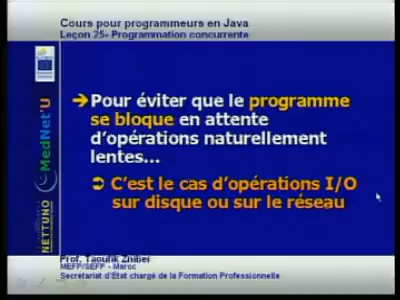 Cours pour programmeurs en Java
Leçon 25- Programmation concurrente
Pour éviter que le programme
se bloque en attente
d'opérations naturellement
lentes...
C'est le cas d'opérations I/O
sur disque ou sur le réseau
NETTUNO
MedNet'U
Prof. Taoufik Zniber
MEFP/SEFP - Maroc
Secrétariat d'État chargé de la Formation Professionnelle